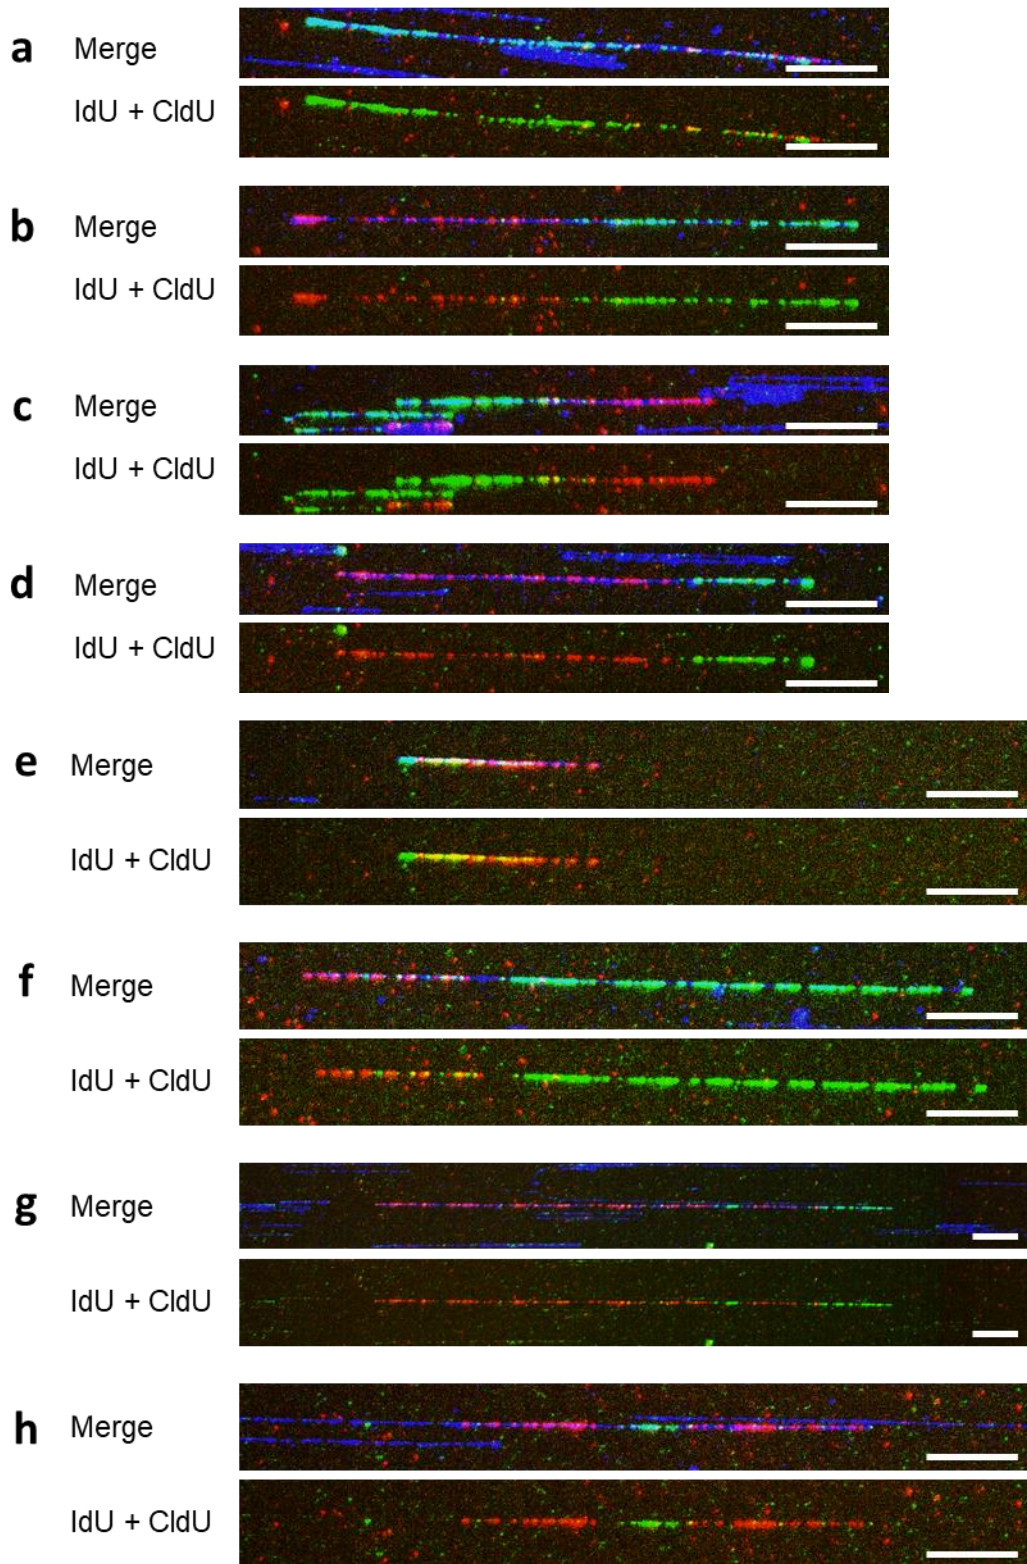 a Merge
IdU + CldU
b Merge
IdU + CldU
c Merge
IdU + CldU
d Merge
IdU + CldU
e Merge
IdU + CldU
f Merge
IdU + CldU
g Merge
IdU + CldU
h Merge
IdU + CldU